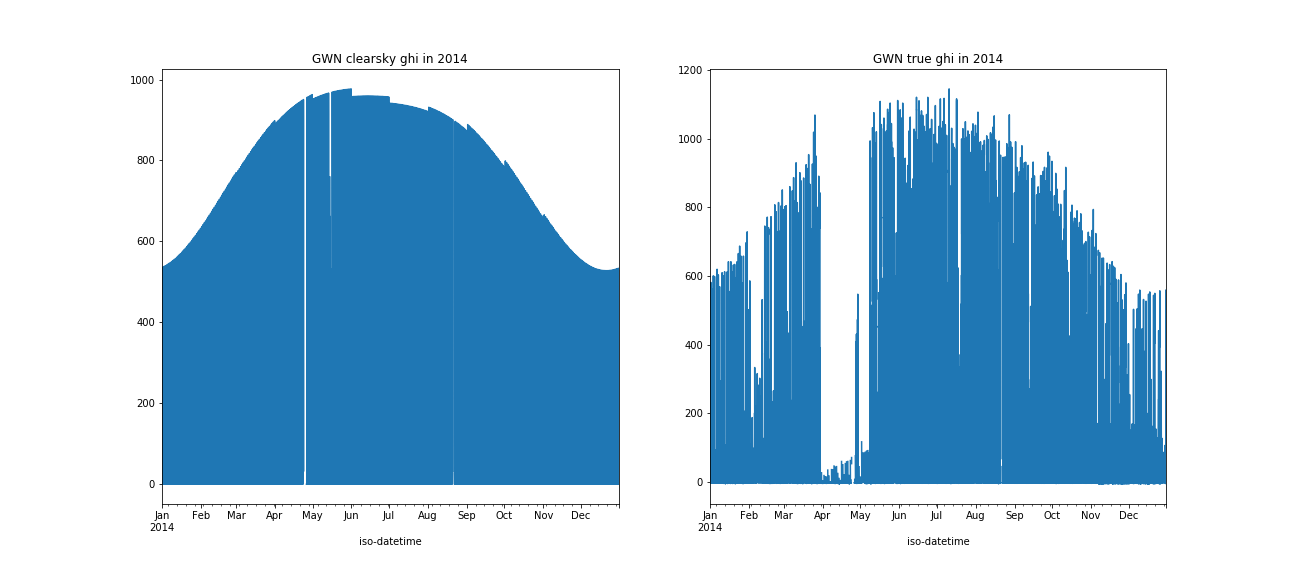 GWN clearsky ghi in 2014
1000
800
600
400
200
0
Jan Feb Mar Apr May Jun Jul Aug Sep Oct Nov Dec
2014
iso-datetime
GWN true ghi in 2014
1200
1000
800
600
400
200
0
Jan Feb Mar Apr May Jun Jul Aug Sep Oct Nov Dec
2014
iso-datetime